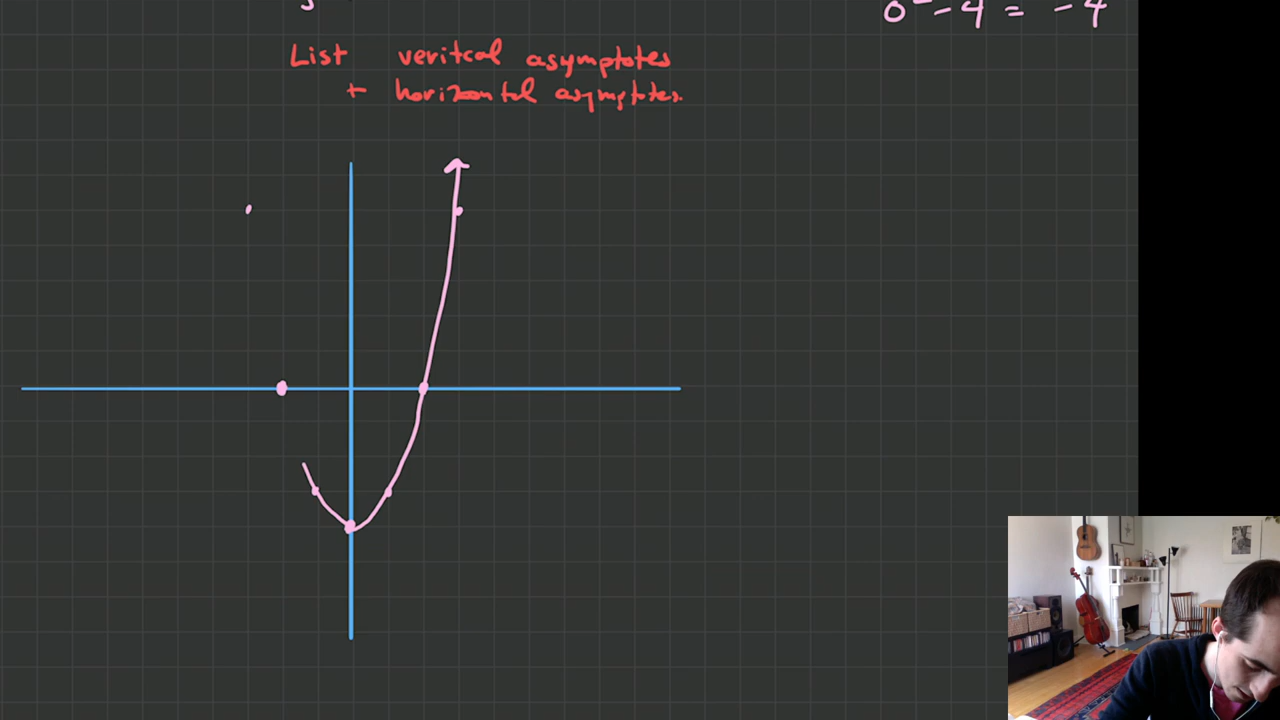 0² - 4 = - 4
List veritcal asymptotes
+ horizontal asymptotes.